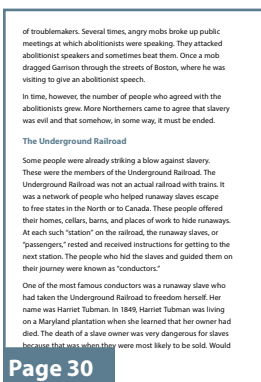 of troublemakers. Several times, angry mobs broke up public
meetings at which abolitionists were speaking. They attacked
abolitionist speakers and sometimes beat them. Once a mob
dragged Garrison through the streets of Boston, where he was
visiting to give an abolitionist speech.
In time, however, the number of people who agreed with the
abolitionists grew. More Northerners came to agree that slavery
was evil and that somehow, in some way, it must be ended.
The Underground Railroad
Some people were already striking a blow against slavery.
These were the members of the Underground Railroad. The
Underground Railroad was not an actual railroad with trains. It
was a network of people who helped runaway slaves escape
to free states in the North or to Canada. These people offered
their homes, cellars, barns, and places of work to hide runaways.
At each such “station” on the railroad, the runaway slaves, or
“passengers,” rested and received instructions for getting to the
next station. The people who hid the slaves and guided them on
their journey were known as “conductors.”
One of the most famous conductors was a runaway slave who
had taken the Underground Railroad to freedom herself. Her
name was Harriet Tubman. In 1849, Harriet Tubman was living
on a Maryland plantation when she learned that her owner had
died. The death of a slave owner was very dangerous for slaves
because that was when they were most likely to be sold. Would
Page 30